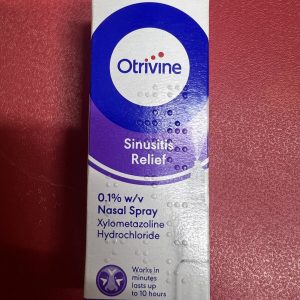 Otrivine
Sinusitis
Relief
0.1% w/v
Nasal Spray
Xylometazoline
Hydrochloride
Works in
minutes
lasts up
to 10 hours